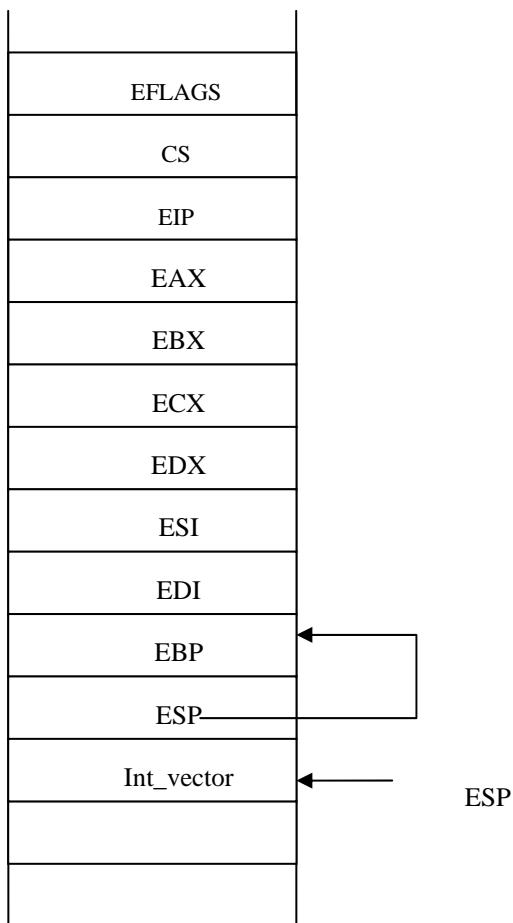 EFLAGS
CS
EIP
EAX
EBX
ECX
EDX
ESI
EDI
EBP
ESP
Int_vector
ESP